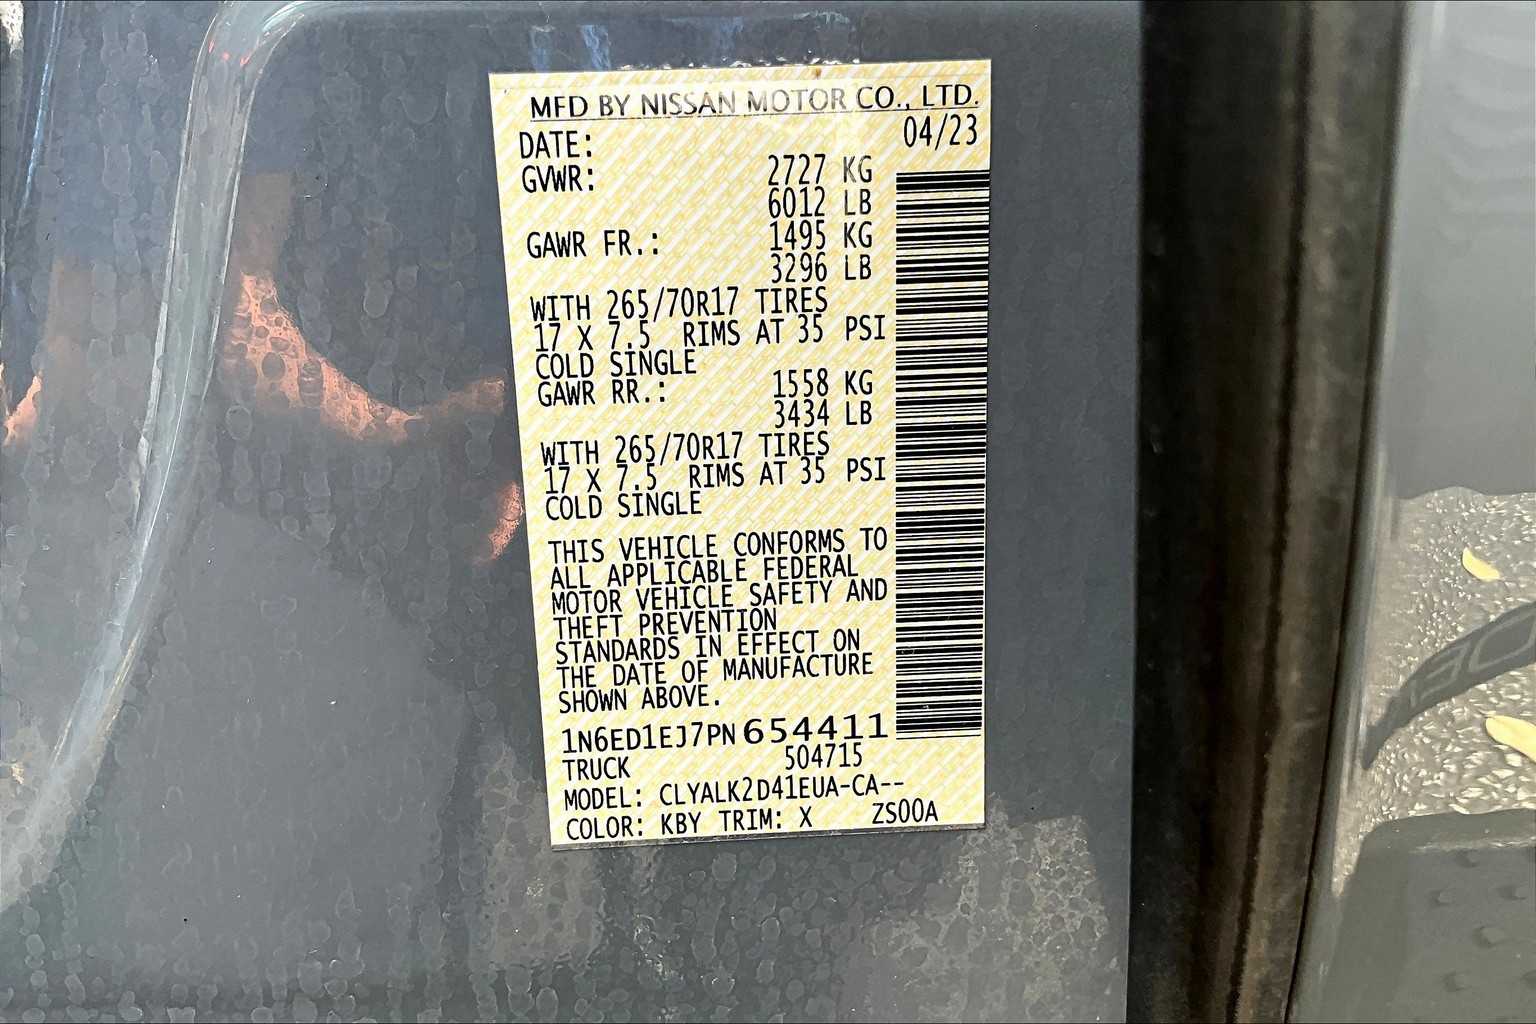 MFD BY NISSAN MOTOR CO., LTD.
DATE: 04/23
GVWR: 2727 KG
6012 LB
GAWR FR.: 1495 KG
3296 LB
WITH 265/70R17 TIRES
17 X 7.5 RIMS AT 35 PSI
COLD SINGLE
GAWR RR.: 1558 KG
3434 LB
WITH 265/70R17 TIRES
17 X 7.5 RIMS AT 35 PSI
COLD SINGLE
THIS VEHICLE CONFORMS TO
ALL APPLICABLE FEDERAL
MOTOR VEHICLE SAFETY AND
THEFT PREVENTION
STANDARDS IN EFFECT ON
THE DATE OF MANUFACTURE
SHOWN ABOVE.
1N6ED1EJ7PN654411
TRUCK 504715
MODEL: CLYALK2D41EUA-CA--
COLOR: KBY TRIM: X ZS00A